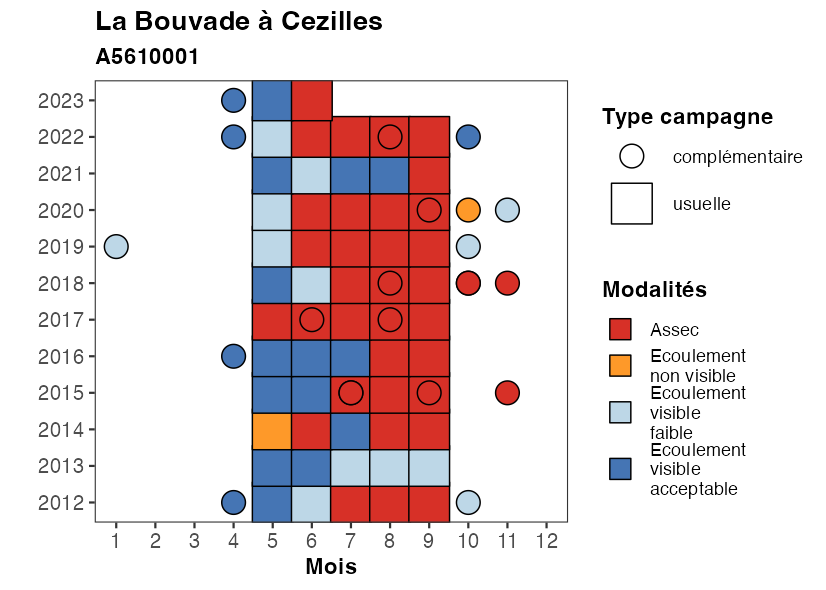 La Bouvade à Cezilles
A5610001
2023
2022
2021
2020
2019
2018
2017
2016
2015
2014
2013
2012
1 2 3 4 5 6 7 8 9 10 11 12
Mois
Type campagne
complémentaire
usuelle
Modalités
Assec
Ecoulement
non visible
Ecoulement
visible
faible
Ecoulement
visible
acceptable